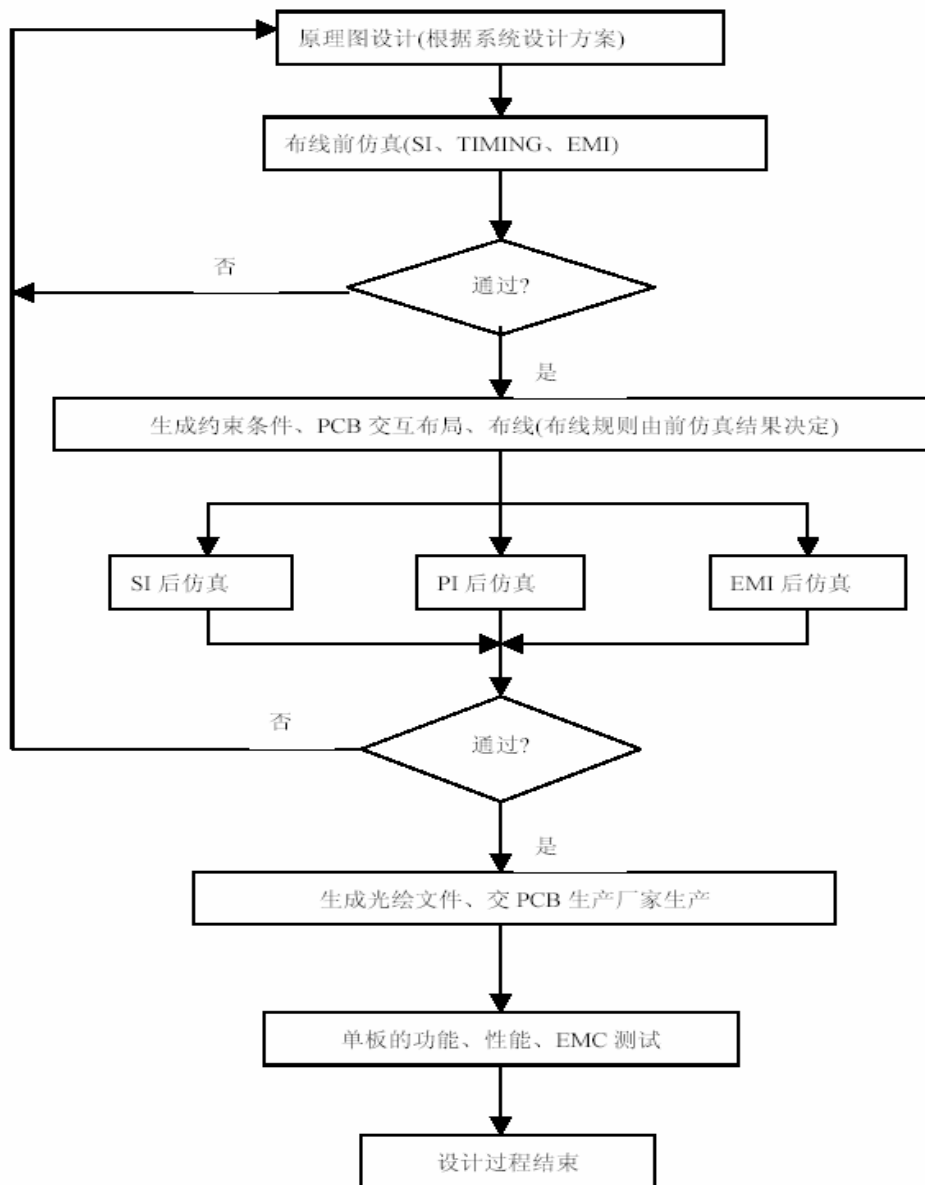 原理图设计(根据系统设计方案)
布线前仿真(SI、TIMING、EMI)
否
通过?
是
生成约束条件、PCB 交互布局、布线(布线规则由前仿真结果决定)
SI 后仿真
PI 后仿真
EMI 后仿真
否
通过?
是
生成光绘文件、交 PCB 生产厂家生产
单板的功能、性能、EMC 测试
设计过程结束